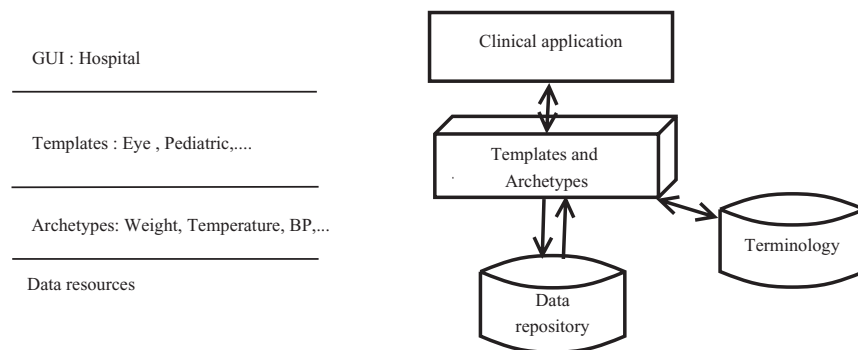 GUI : Hospital
Templates : Eye , Pediatric,....
Archetypes: Weight, Temperature, BP,...
Data resources
Clinical application
Templates and
Archetypes
Terminology
Data
repository